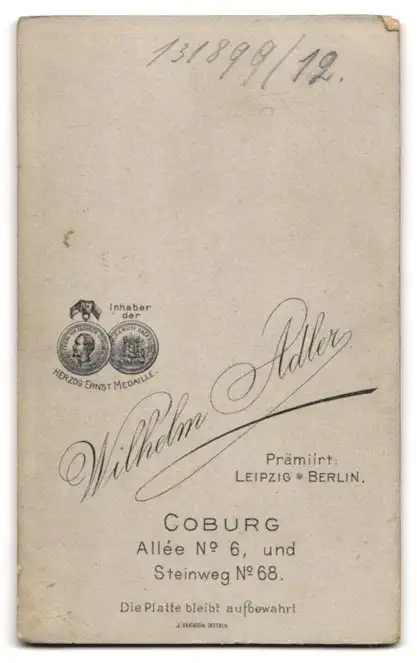 131899/12.
Inhaber
der
HERZOG ERNST MEDAILLE.
Wilhelm Adler
Prämiirt:
LEIPZIG * BERLIN.
COBURG
Allée Nº 6, und
Steinweg Nº 68.
Die Platte bleibt aufbewahrt